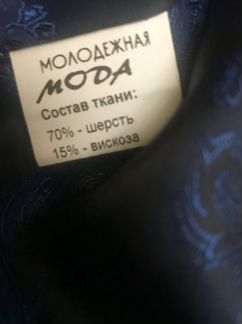 МОЛОДЕЖНАЯ
МОДА
Состав ткани:
70% - шерсть
15% - вискоза